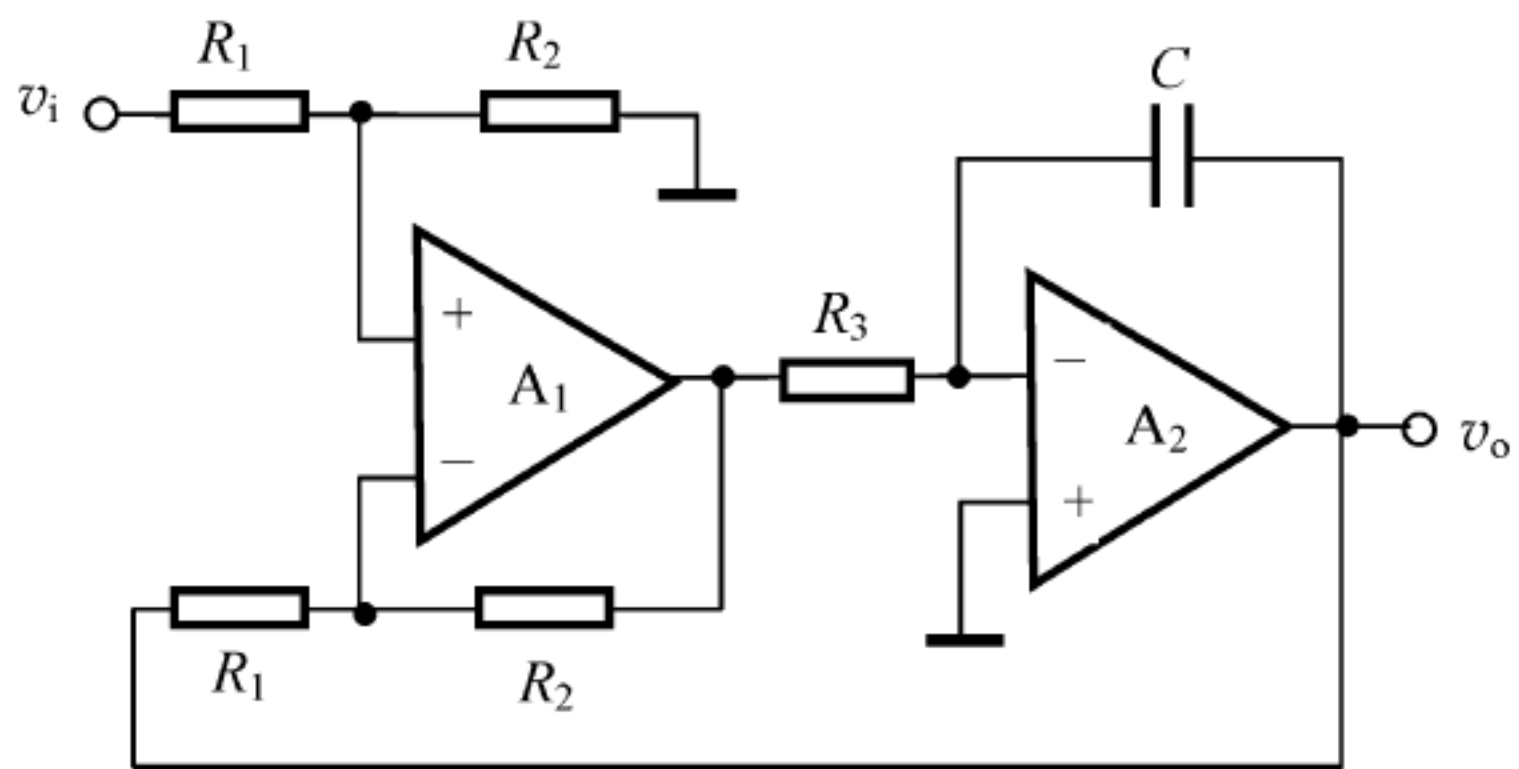 R₁
R₂
C
vᵢ
+
R₃
−
A₁
A₂
vₒ
−
+
R₁
R₂